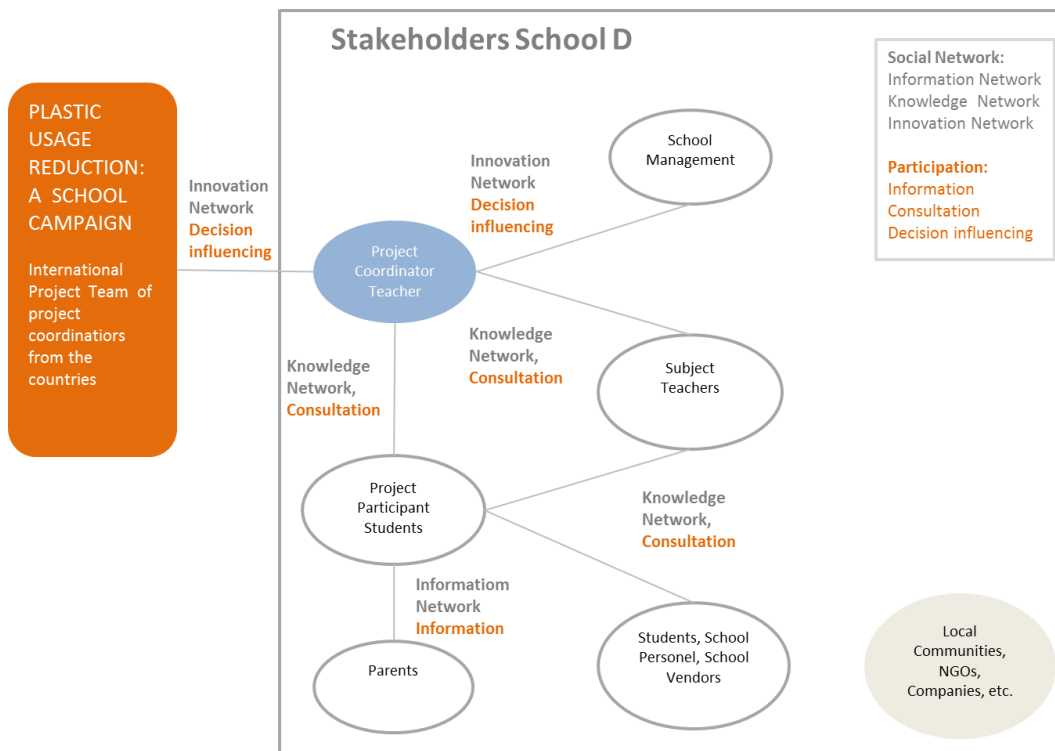 Stakeholders School D
PLASTIC
USAGE
REDUCTION:
A SCHOOL
CAMPAIGN
International
Project Team of
project
coordinatiors
from the
countries
Innovation
Network
Decision
influencing
Project
Coordinator
Teacher
Innovation
Network
Decision
influencing
School
Management
Social Network:
Information Network
Knowledge Network
Innovation Network
Participation:
Information
Consultation
Decision influencing
Knowledge
Network,
Consultation
Knowledge
Network,
Consultation
Subject
Teachers
Project
Participant
Students
Knowledge
Network,
Consultation
Informatiom
Network
Information
Parents
Students, School
Personel, School
Vendors
Local
Communities,
NGOs,
Companies, etc.